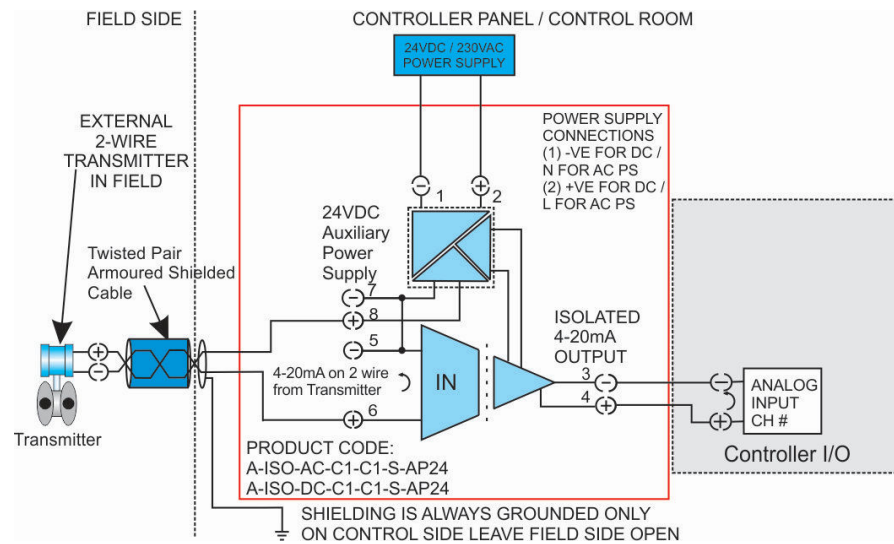 FIELD SIDE
CONTROLLER PANEL / CONTROL ROOM
24VDC / 230VAC
POWER SUPPLY
EXTERNAL
2-WIRE
TRANSMITTER
IN FIELD
POWER SUPPLY
CONNECTIONS
(1) -VE FOR DC /
N FOR AC PS
(2) +VE FOR DC /
L FOR AC PS
1
2
24VDC
Auxiliary
Power
Supply
Twisted Pair
Armoured Shielded
Cable
7
8
5
4-20mA on 2 wire
from Transmitter
6
IN
ISOLATED
4-20mA
OUTPUT
3
4
ANALOG
INPUT
CH #
Controller I/O
Transmitter
PRODUCT CODE:
A-ISO-AC-C1-C1-S-AP24
A-ISO-DC-C1-C1-S-AP24
SHIELDING IS ALWAYS GROUNDED ONLY
ON CONTROL SIDE LEAVE FIELD SIDE OPEN